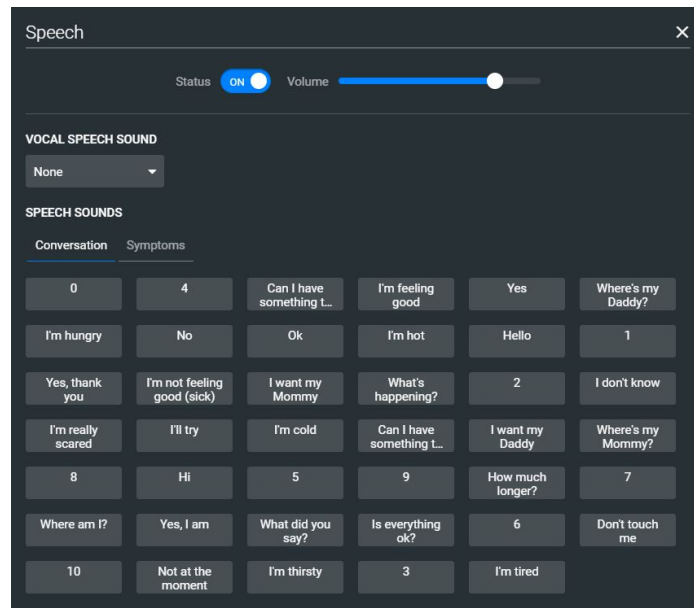 Speech
Status ON Volume
VOCAL SPEECH SOUND
None
SPEECH SOUNDS
Conversation Symptoms
0
4
Can I have
something t...
I'm feeling
good
Yes
Where's my
Daddy?
I'm hungry
No
Ok
I'm hot
Hello
1
Yes, thank
you
I'm not feeling
good (sick)
I want my
Mommy
What's
happening?
2
I don't know
I'm really
scared
I'll try
I'm cold
Can I have
something t...
I want my
Daddy
Where's my
Mommy?
8
Hi
5
9
How much
longer?
7
Where am I?
Yes, I am
What did you
say?
Is everything
ok?
6
Don't touch
me
10
Not at the
moment
I'm thirsty
3
I'm tired